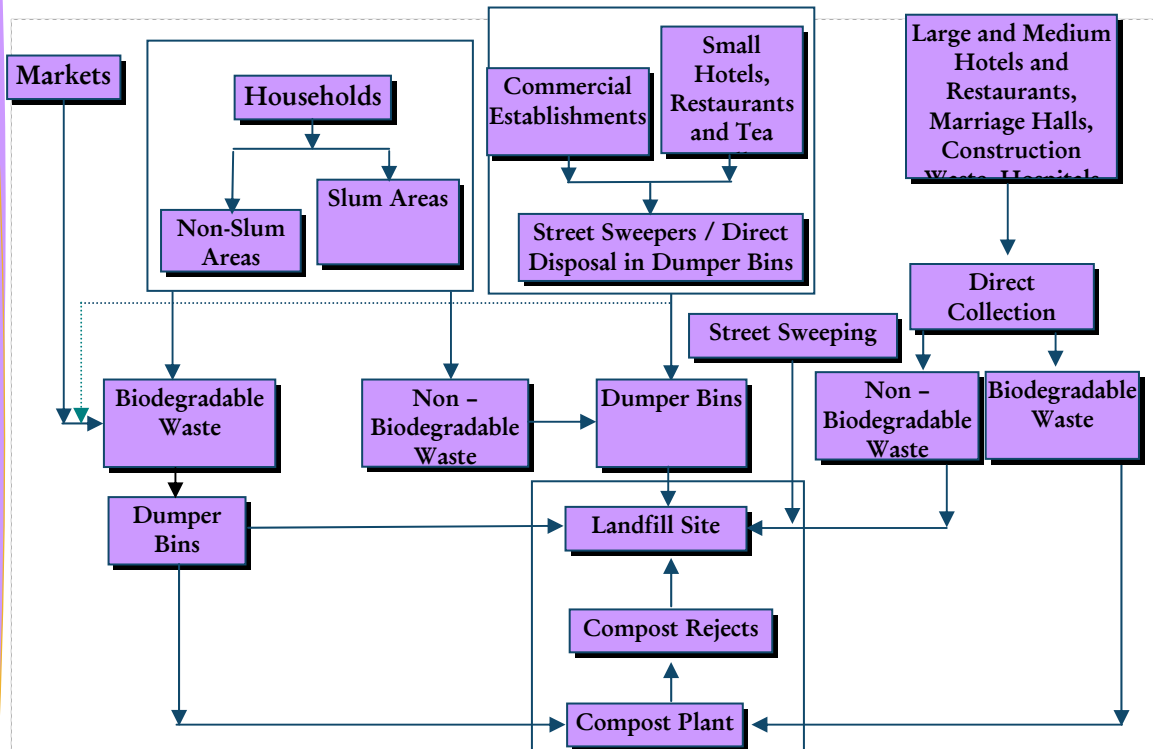 Markets
Households
Non-Slum
Areas
Slum Areas
Commercial
Establishments
Small
Hotels,
Restaurants
and Tea
Street Sweepers / Direct
Disposal in Dumper Bins
Large and Medium
Hotels and
Restaurants,
Marriage Halls,
Construction
Waste, Hospitals
Direct
Collection
Street Sweeping
Biodegradable
Waste
Non –
Biodegradable
Waste
Dumper Bins
Non –
Biodegradable
Waste
Biodegradable
Waste
Dumper
Bins
Landfill Site
Compost Rejects
Compost Plant